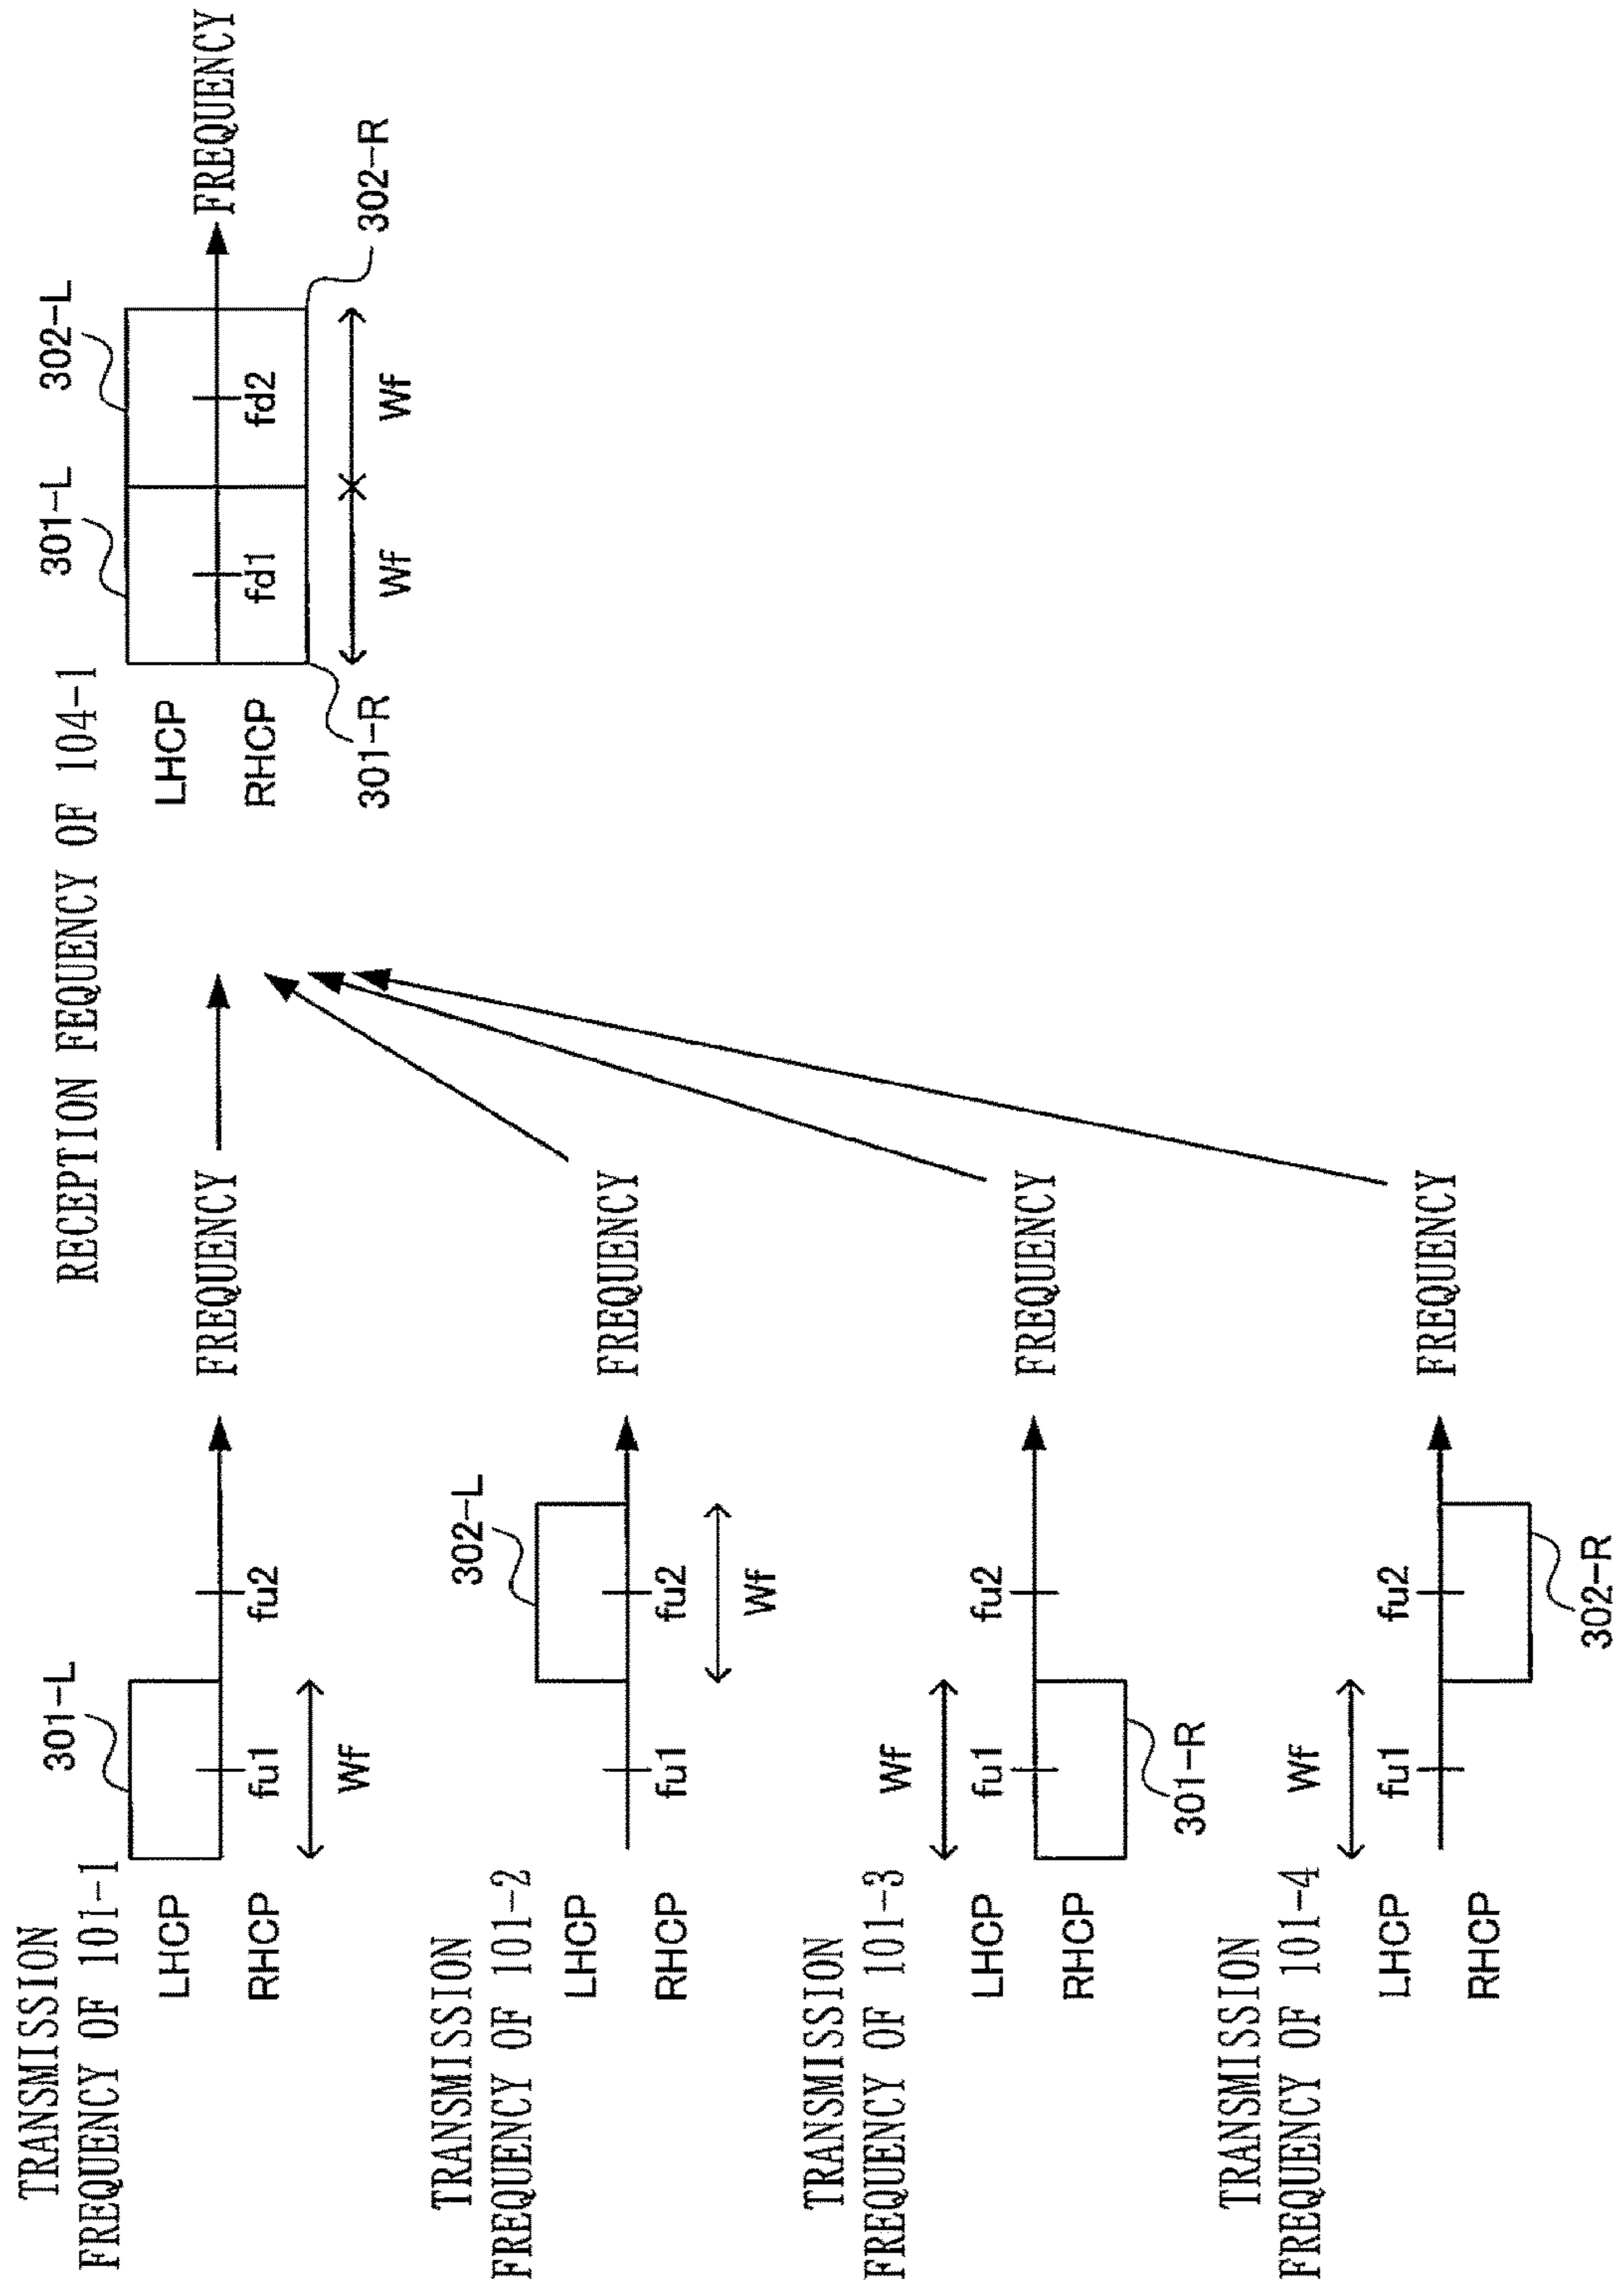 TRANSMISSION
FREQUENCY OF 101-1
LHCP
RHCP
301-L
fu1
fu2
Wf
FREQUENCY
TRANSMISSION
FREQUENCY OF 101-2
LHCP
RHCP
302-L
fu1
fu2
Wf
FREQUENCY
TRANSMISSION
FREQUENCY OF 101-3
LHCP
RHCP
Wf
fu1
fu2
301-R
FREQUENCY
TRANSMISSION
FREQUENCY OF 101-4
LHCP
RHCP
Wf
fu1
fu2
302-R
FREQUENCY
RECEPTION FEQUENCY OF 104-1
LHCP
RHCP
301-L
302-L
fd1
fd2
FREQUENCY
Wf
Wf
301-R
302-R